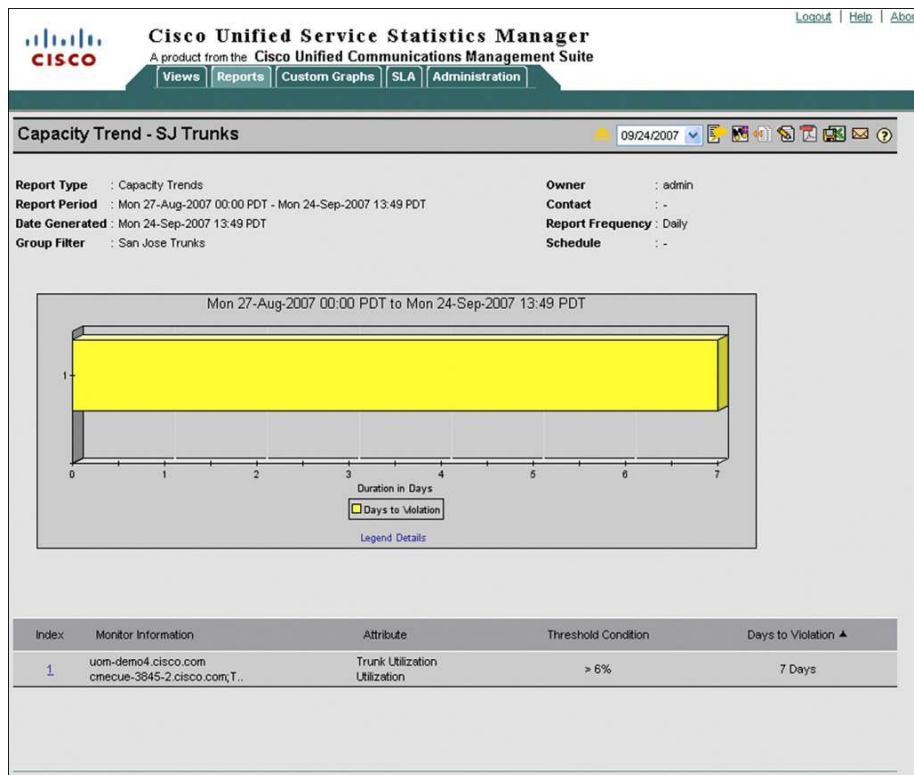 Logout | Help | Abou
CISCO
Cisco Unified Service Statistics Manager
A product from the Cisco Unified Communications Management Suite
Views Reports Custom Graphs SLA Administration
Capacity Trend - SJ Trunks
09/24/2007
Report Type : Capacity Trends
Owner : admin
Report Period : Mon 27-Aug-2007 00:00 PDT - Mon 24-Sep-2007 13:49 PDT
Contact : -
Date Generated : Mon 24-Sep-2007 13:49 PDT
Report Frequency : Daily
Group Filter : San Jose Trunks
Schedule : -
Mon 27-Aug-2007 00:00 PDT to Mon 24-Sep-2007 13:49 PDT
1
0 1 2 3 4 5 6 7
Duration in Days
Days to Violation
Legend Details
Index Monitor Information Attribute Threshold Condition Days to Violation ▲
1 uom-demo4.cisco.com Trunk Utilization > 6% 7 Days
cmecue-3845-2.cisco.com;T.. Utilization